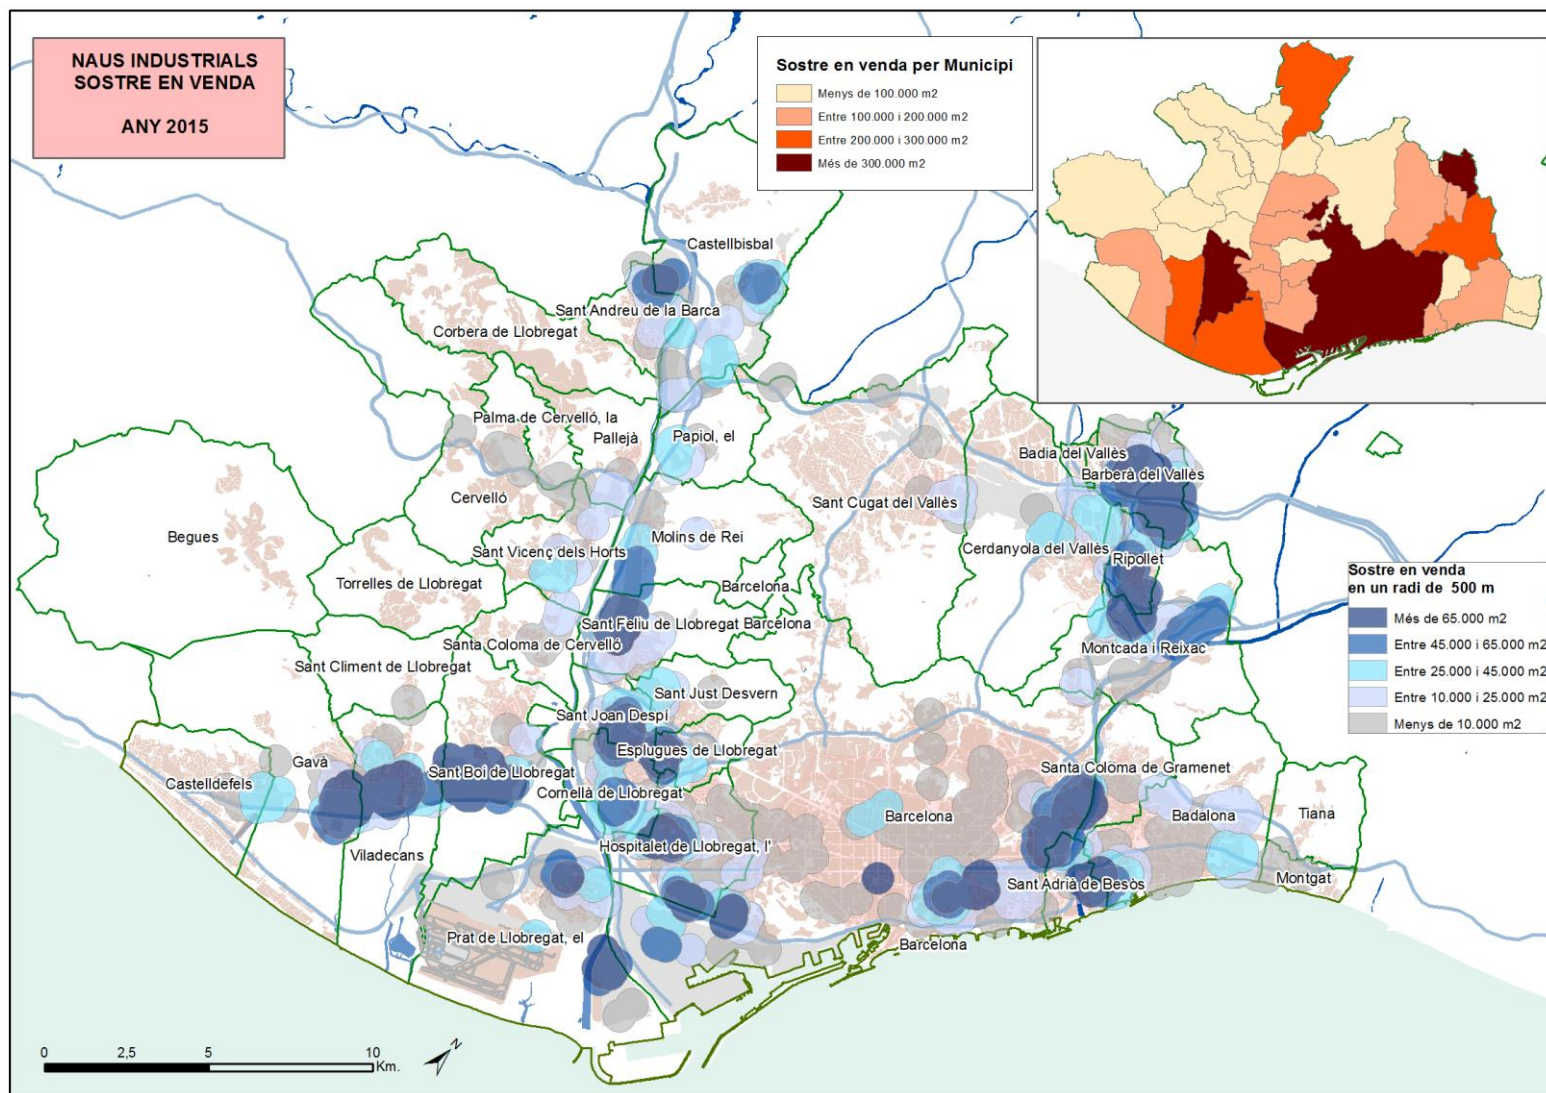 NAUS INDUSTRIALS
SOSTRE EN VENDA
ANY 2015
Sostre en venda per Municipi
Menys de 100.000 m2
Entre 100.000 i 200.000 m2
Entre 200.000 i 300.000 m2
Més de 300.000 m2
Castellbisbal
Sant Andreu de la Barca
Corbera de Llobregat
Palma de Cervelló, la
Pallejà
Papiol, el
Badia del Vallès
Barberà del Vallès
Cervelló
Sant Cugat del Vallès
Begues
Molins de Rei
Sant Vicenç dels Horts
Cerdanyola del Vallès
Ripollet
Torrelles de Llobregat
Barcelona
Sant Feliu de Llobregat
Barcelona
Santa Coloma de Cervelló
Montcada i Reixac
Sant Climent de Llobregat
Sant Just Desvern
Sant Joan Despí
Esplugues de Llobregat
Gavà
Sant Boi de Llobregat
Santa Coloma de Gramenet
Castelldefels
Cornellà de Llobregat
Barcelona
Badalona
Tiana
Hospitalet de Llobregat, l'
Viladecans
Montgat
Sant Adrià de Besòs
Prat de Llobregat, el
Barcelona
Sostre en venda
en un radi de 500 m
Més de 65.000 m2
Entre 45.000 i 65.000 m2
Entre 25.000 i 45.000 m2
Entre 10.000 i 25.000 m2
Menys de 10.000 m2
0 2,5 5 10
Km.
N